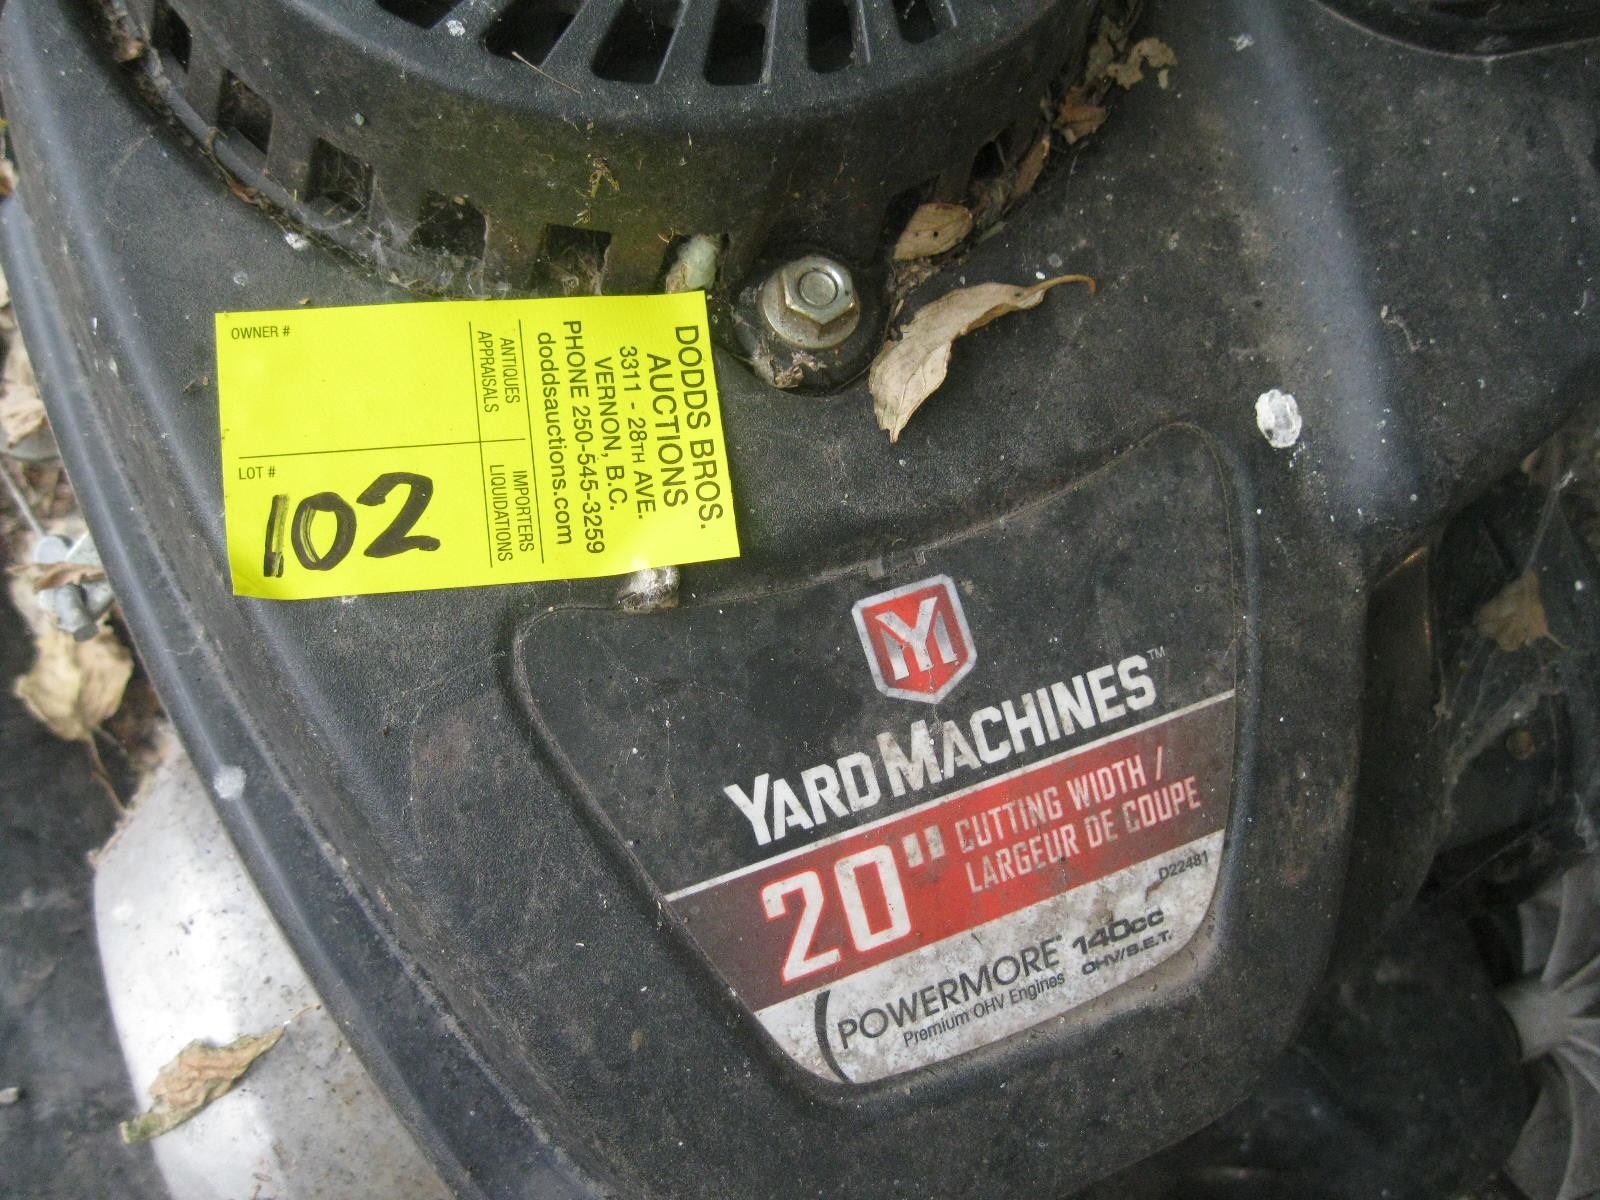 OWNER #
LOT #
102
ANTIQUES
APPRAISALS
IMPORTERS
LIQUIDATIONS
DODDS BROS.
AUCTIONS
3311 - 28TH AVE.
VERNON, B.C.
PHONE 250-545-3259
doddsauctions.com
YM
YARD MACHINES™
20" CUTTING WIDTH /
LARGEUR DE COUPE
D22481
POWERMORE 140cc
OHV/S.E.T.
Premium OHV Engines